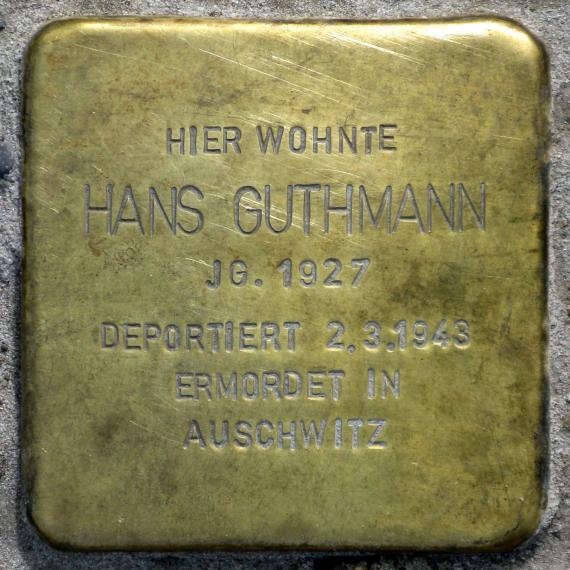 HIER WOHNTE
HANS GUTHMANN
JG. 1927
DEPORTIERT 2.3.1943
ERMORDET IN
AUSCHWITZ